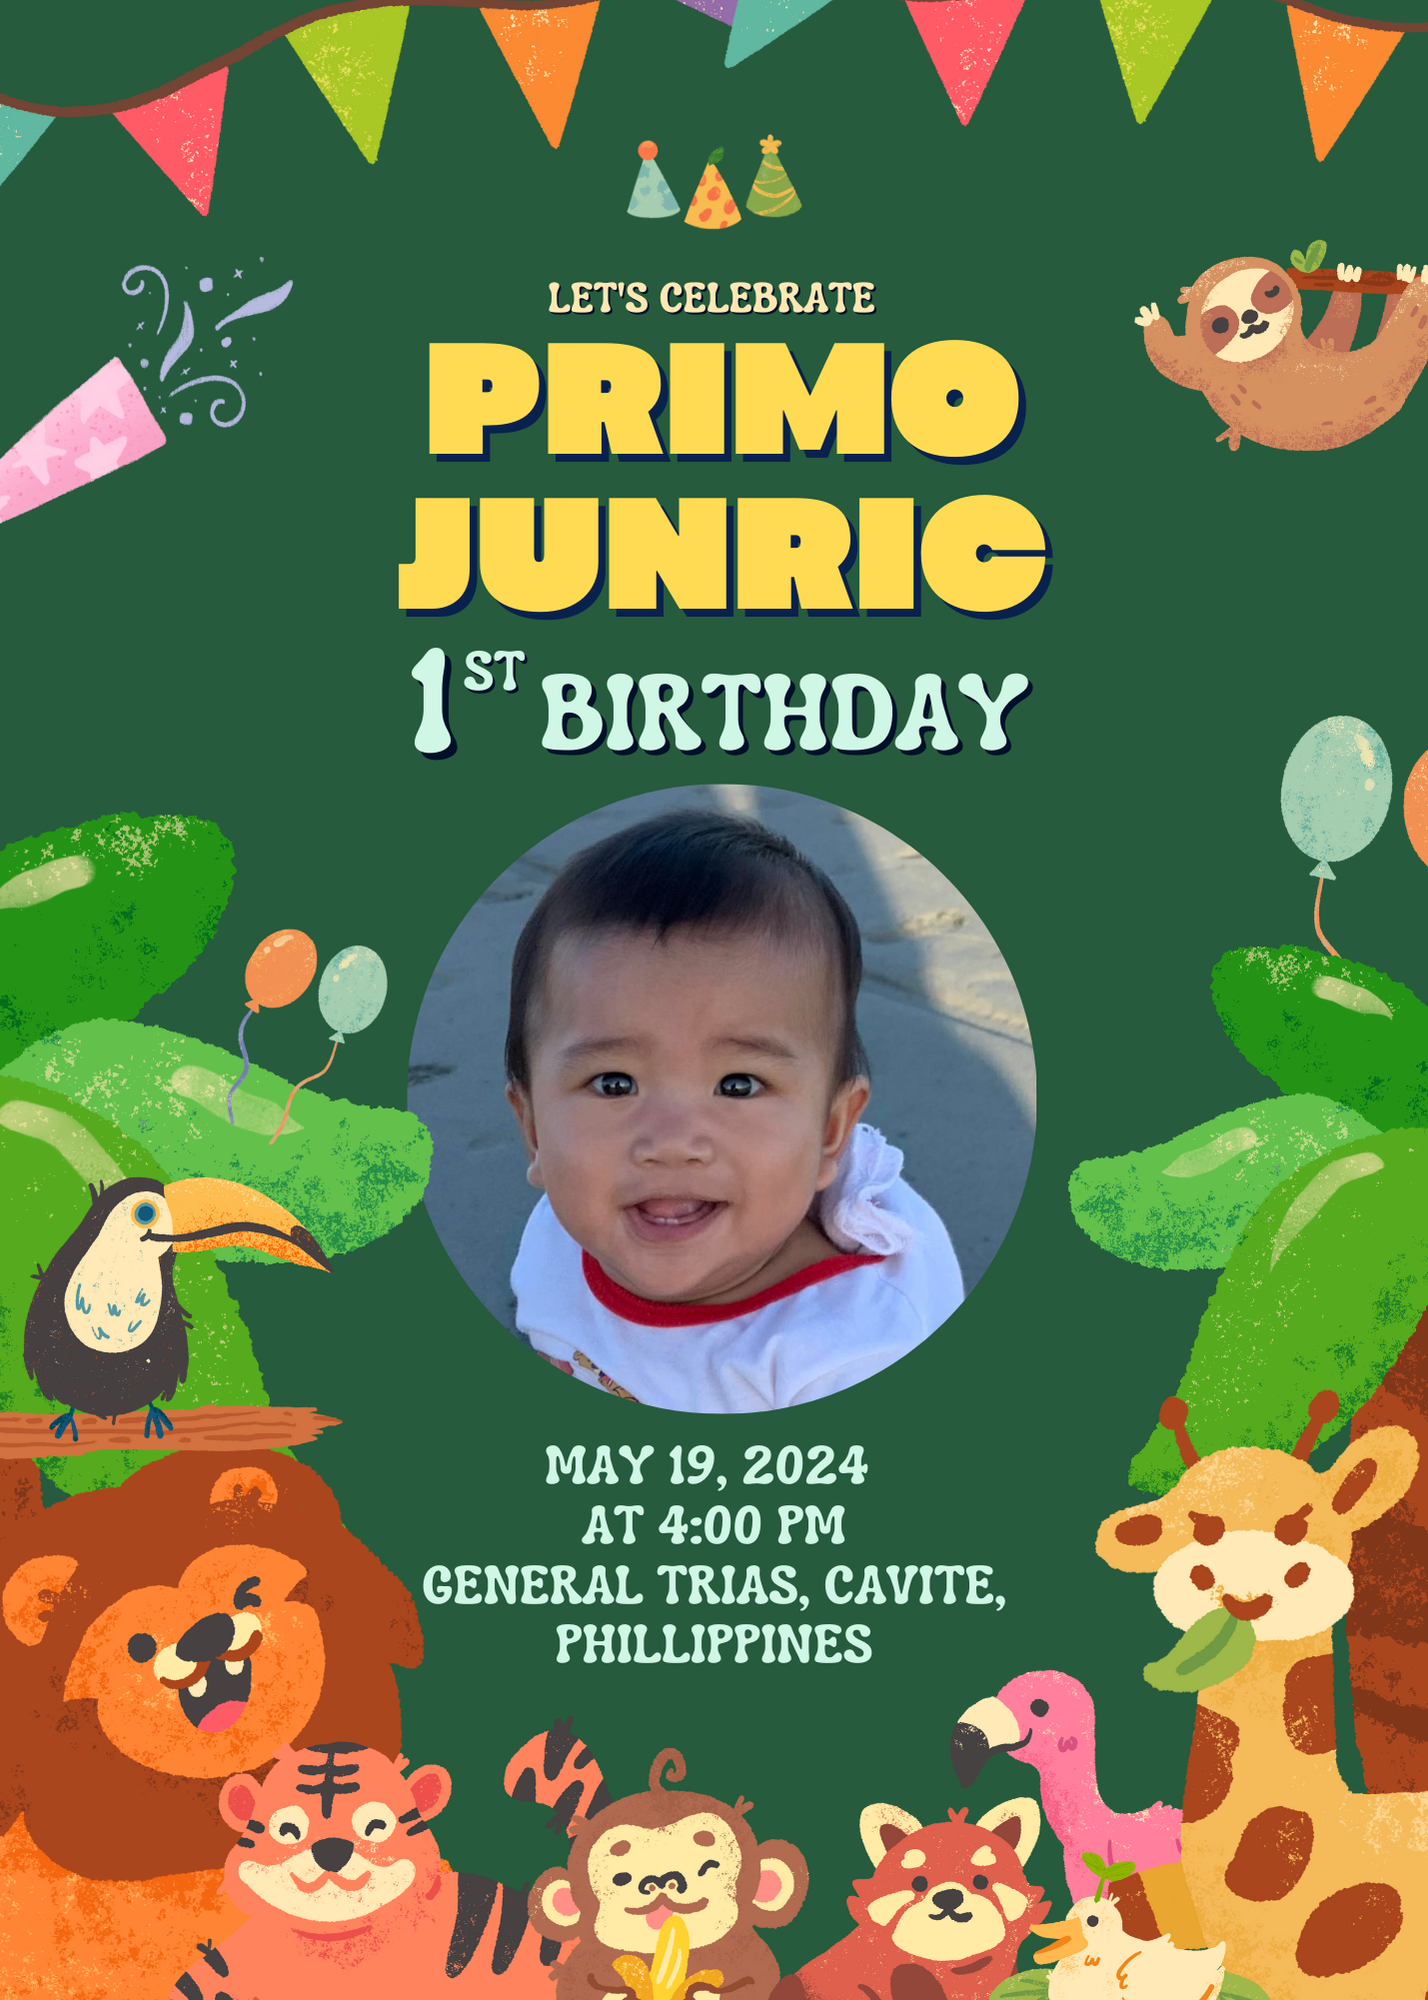 LET'S CELEBRATE
PRIMO
JUNRIC
1ST BIRTHDAY
MAY 19, 2024
AT 4:00 PM
GENERAL TRIAS, CAVITE,
PHILLIPPINES